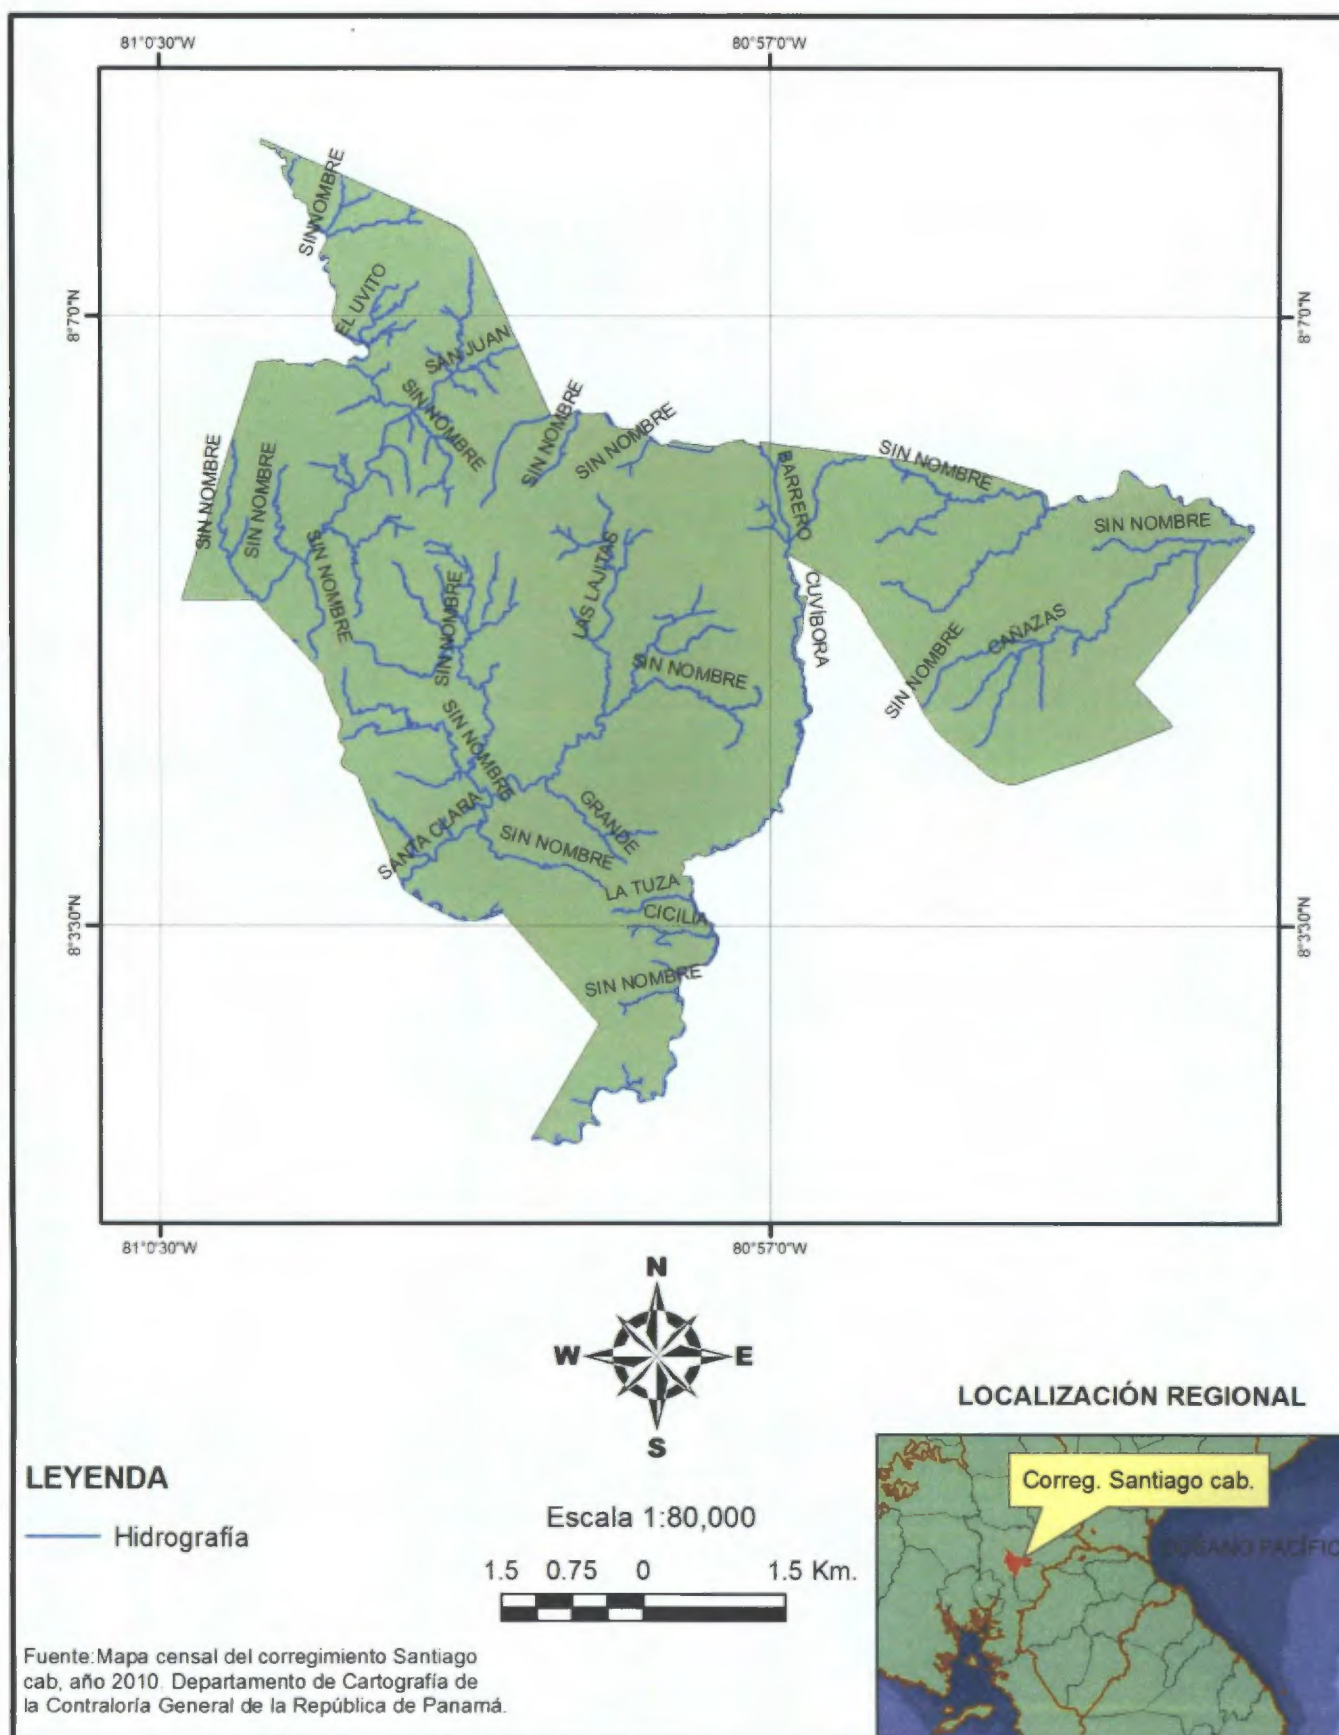 81°0'30"W
80°57'0"W
SIN NOMBRE
EL UVITO
8°7'0"N
8°7'0"N
SAN JUAN
SIN NOMBRE
SIN NOMBRE
SIN NOMBRE
SIN NOMBRE
SIN NOMBRE
SIN NOMBRE
BARRERO
SIN NOMBRE
SIN NOMBRE
LAS LAJITAS
SIN NOMBRE
CUVÍBORA
SIN NOMBRE
CAÑAZAS
SIN NOMBRE
SIN NOMBRE
SIN NOMBRE
GRANDE
SANTA CLARA
SIN NOMBRE
LA TUZA
CICILIA
8°3'30"N
8°3'30"N
SIN NOMBRE
81°0'30"W
80°57'0"W
N
W
E
S
LOCALIZACIÓN REGIONAL
Correg. Santiago cab.
OCÉANO PACÍFIC
LEYENDA
Hidrografía
Escala 1:80,000
1.5 0.75 0 1.5 Km.
Fuente:Mapa censal del corregimiento Santiago
cab, año 2010. Departamento de Cartografía de
la Contraloría General de la República de Panamá.